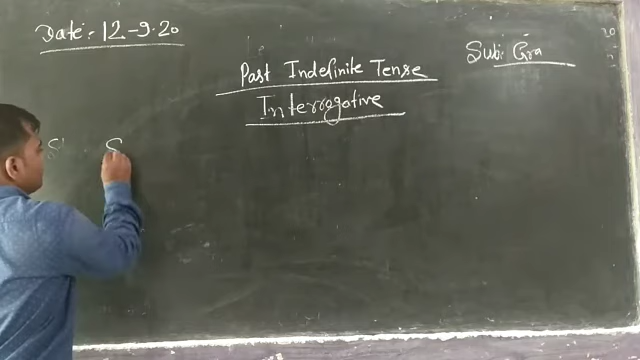 Date:- 12-9-20
Sub: Gra
Past Indefinite Tense
Interrogative
S